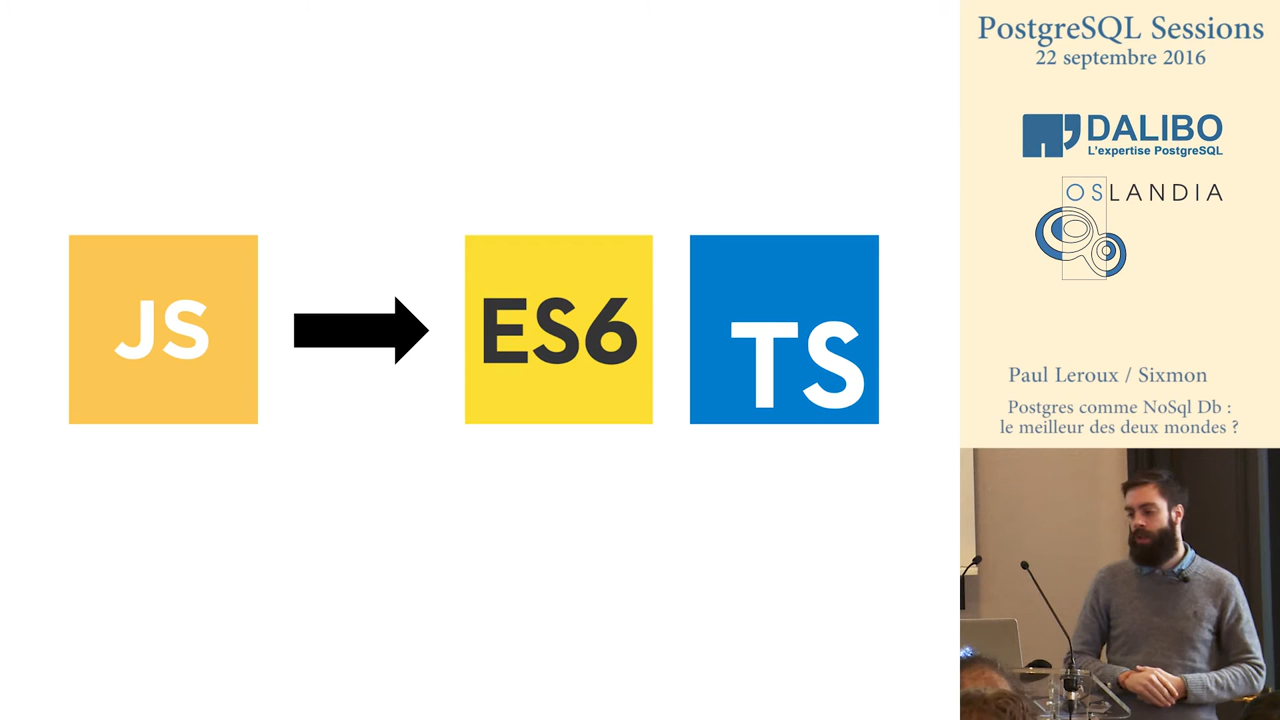 JS
ES6
TS
PostgreSQL Sessions
22 septembre 2016
DALIBO
L'expertise PostgreSQL
OSLANDIA
Paul Leroux / Sixmon
Postgres comme NoSql Db :
le meilleur des deux mondes ?